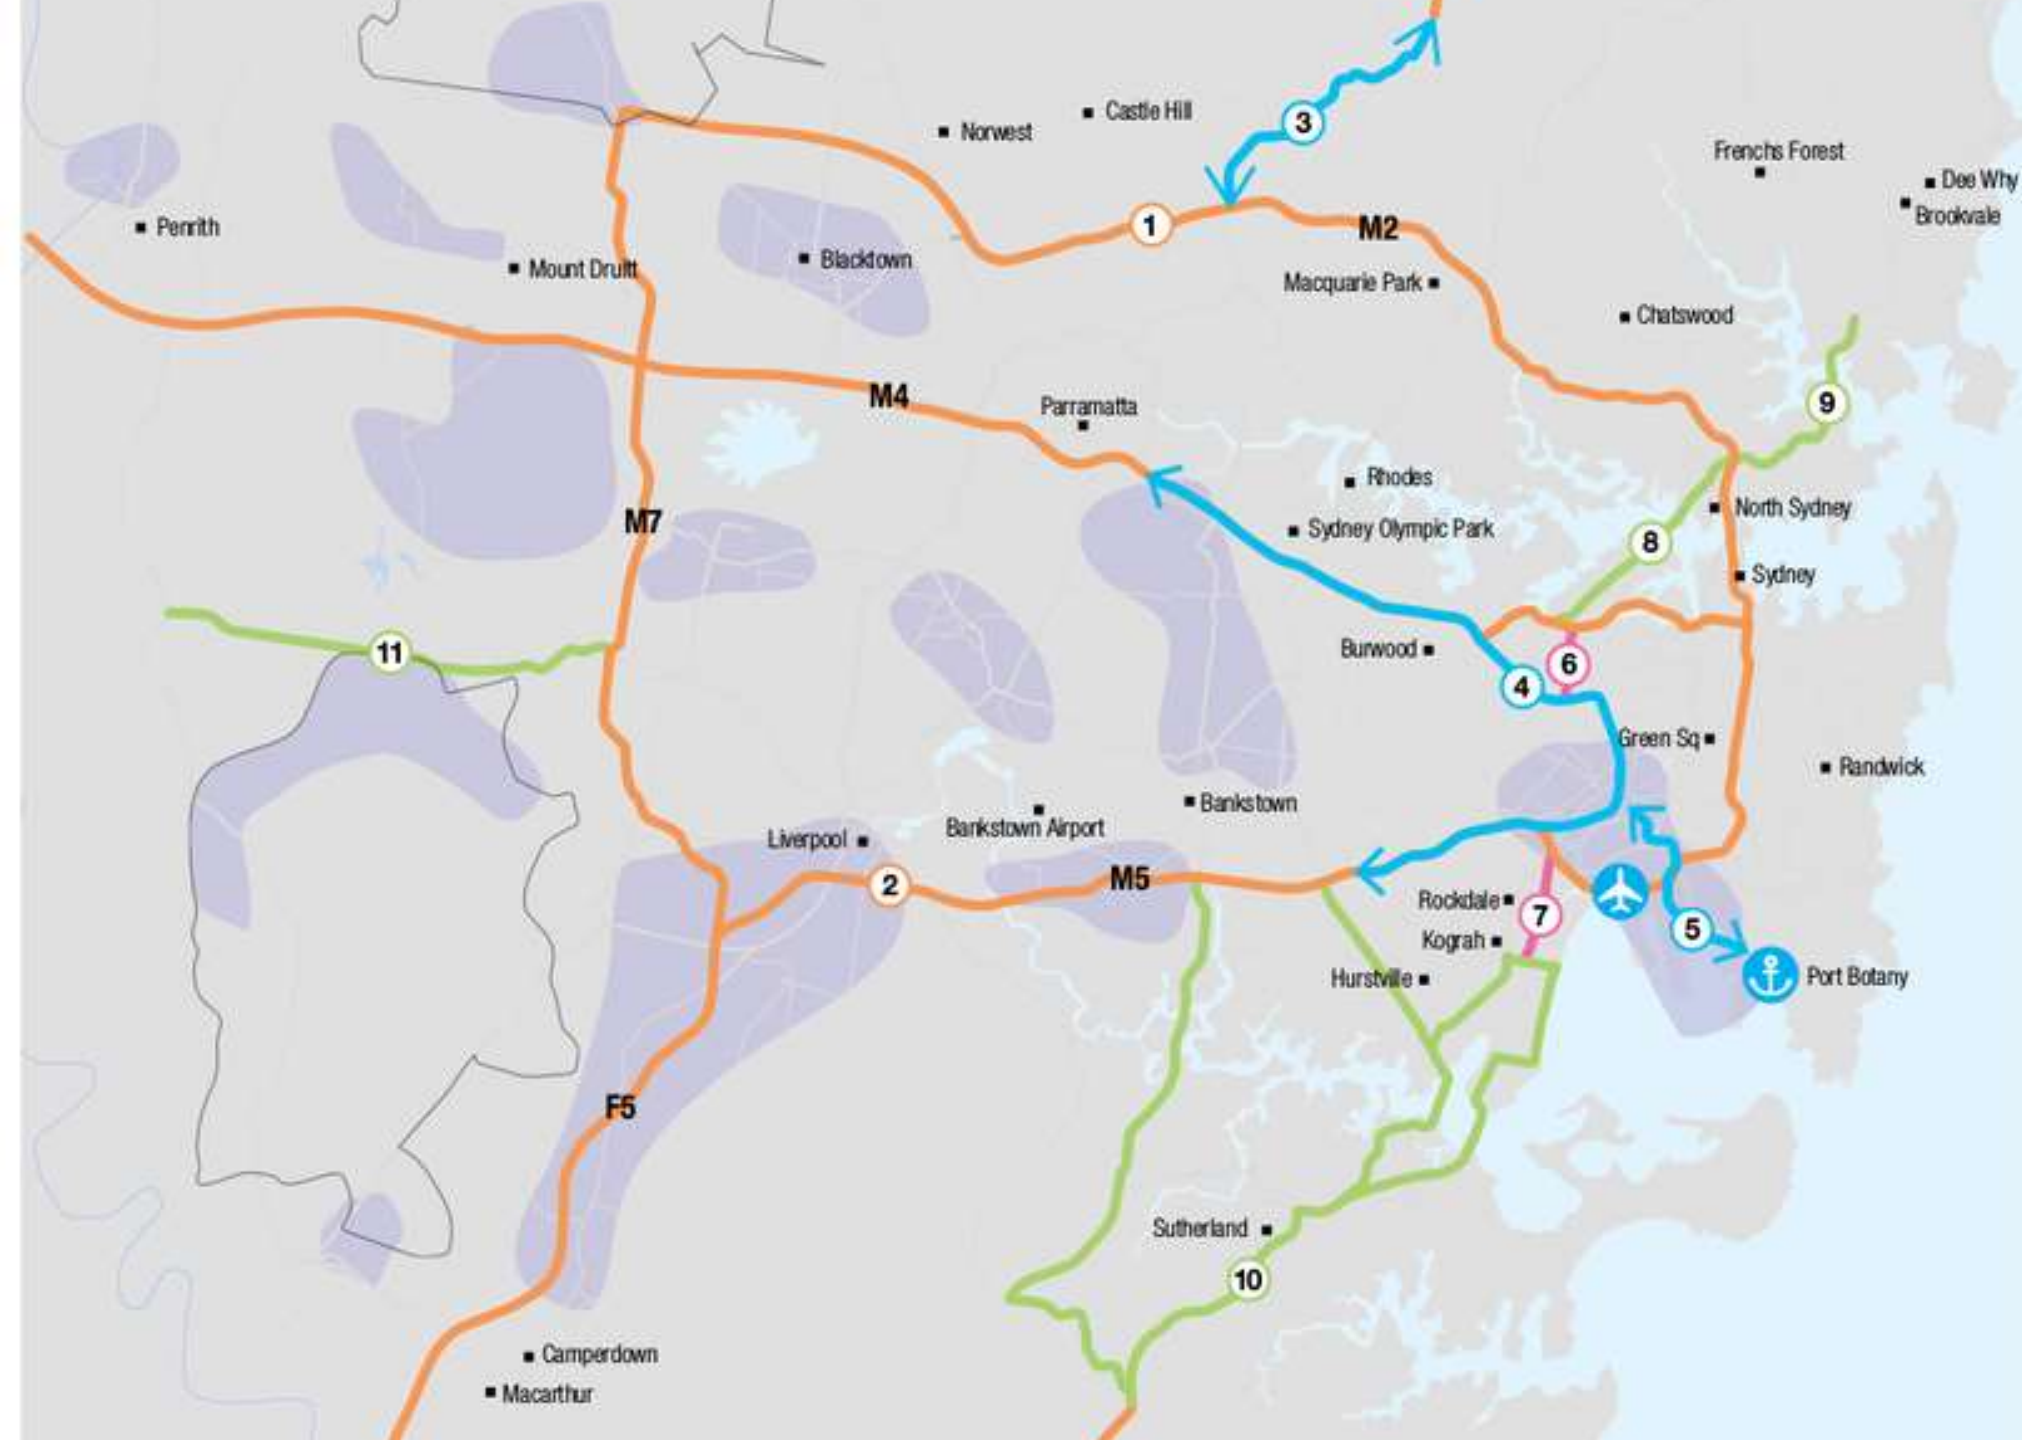 Castle Hill
3
Norwest
Frenchs Forest
Dee Why
Brookvale
Penrith
1
M2
Mount Druitt
Blacktown
Macquarie Park
Chatswood
M4
Parramatta
9
Rhodes
North Sydney
M7
Sydney Olympic Park
8
Sydney
11
Burwood
6
4
Green Sq
Randwick
Bankstown
Liverpool
Bankstown Airport
2
M5
Rockdale
7
5
Kograh
Hurstville
Port Botany
F5
Sutherland
10
Camperdown
Macarthur